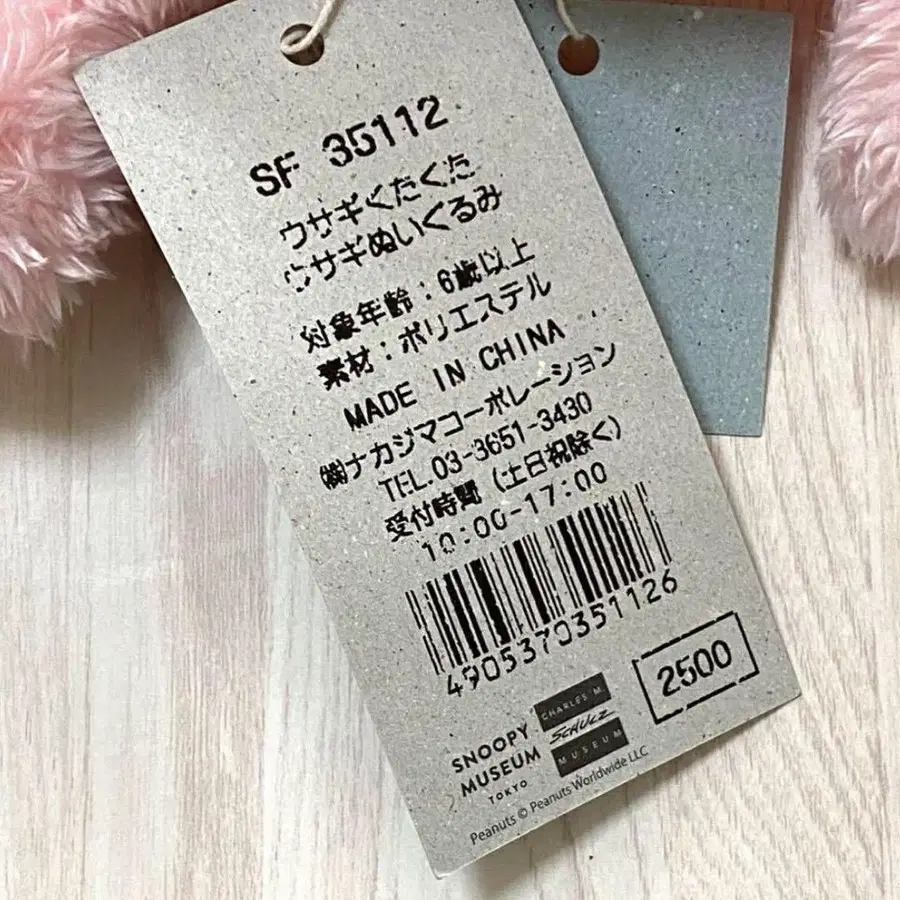 SF 35112
ウサギくたくた
ウサギぬいぐるみ
対象年齢：6歳以上
素材：ポリエステル
MADE IN CHINA
㈱ナカジマコーポレーション
TEL.03-3651-3430
受付時間（土日祝除く）
10:00-17:00
4905370351126
2500
SNOOPY
MUSEUM
TOKYO
CHARLES M.
SCHULZ
MUSEUM
Peanuts © Peanuts Worldwide LLC